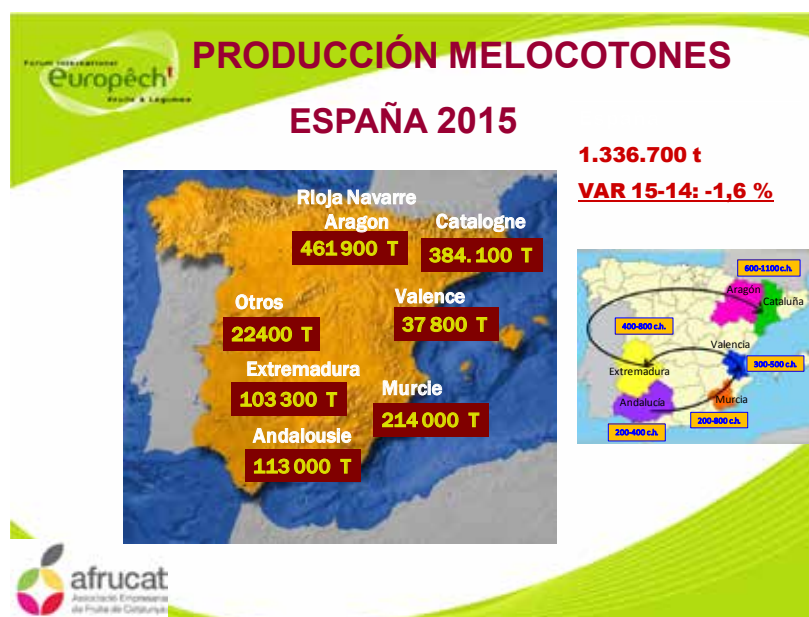 Forum International
europêch'
Fruits & Légumes
PRODUCCIÓN MELOCOTONES
ESPAÑA 2015
1.336.700 t
VAR 15-14: -1,6 %
Rioja Navarre
Aragon
461 900 T
Catalogne
384.100 T
Otros
22400 T
Valence
37 800 T
Extremadura
103 300 T
Murcie
214 000 T
Andalousie
113 000 T
600-1100 c.h.
Aragón
Cataluña
400-800 c.h.
Valencia
300-500 c.h.
Extremadura
Andalucía
Murcia
200-800 c.h.
200-400 c.h.
afrucat
Associació Empresarial
de Fruita de Catalunya